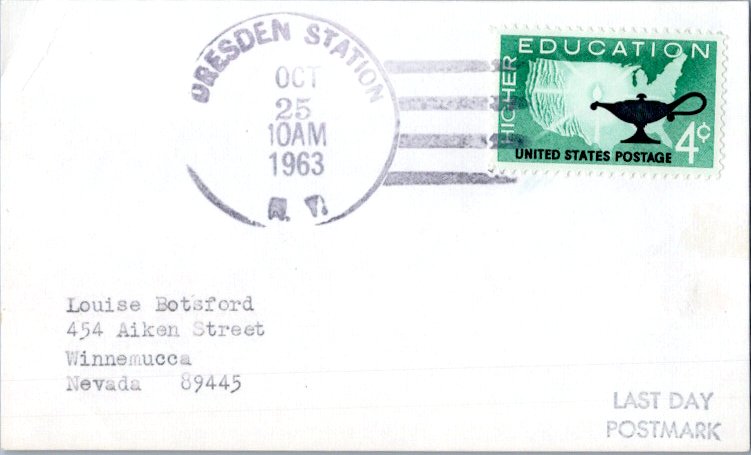 DRESDEN STATION
OCT
25
10AM
1963
N. Y.
HIGHER
EDUCATION
4¢
UNITED STATES POSTAGE
Louise Botsford
454 Aiken Street
Winnemucca
Nevada 89445
LAST DAY
POSTMARK